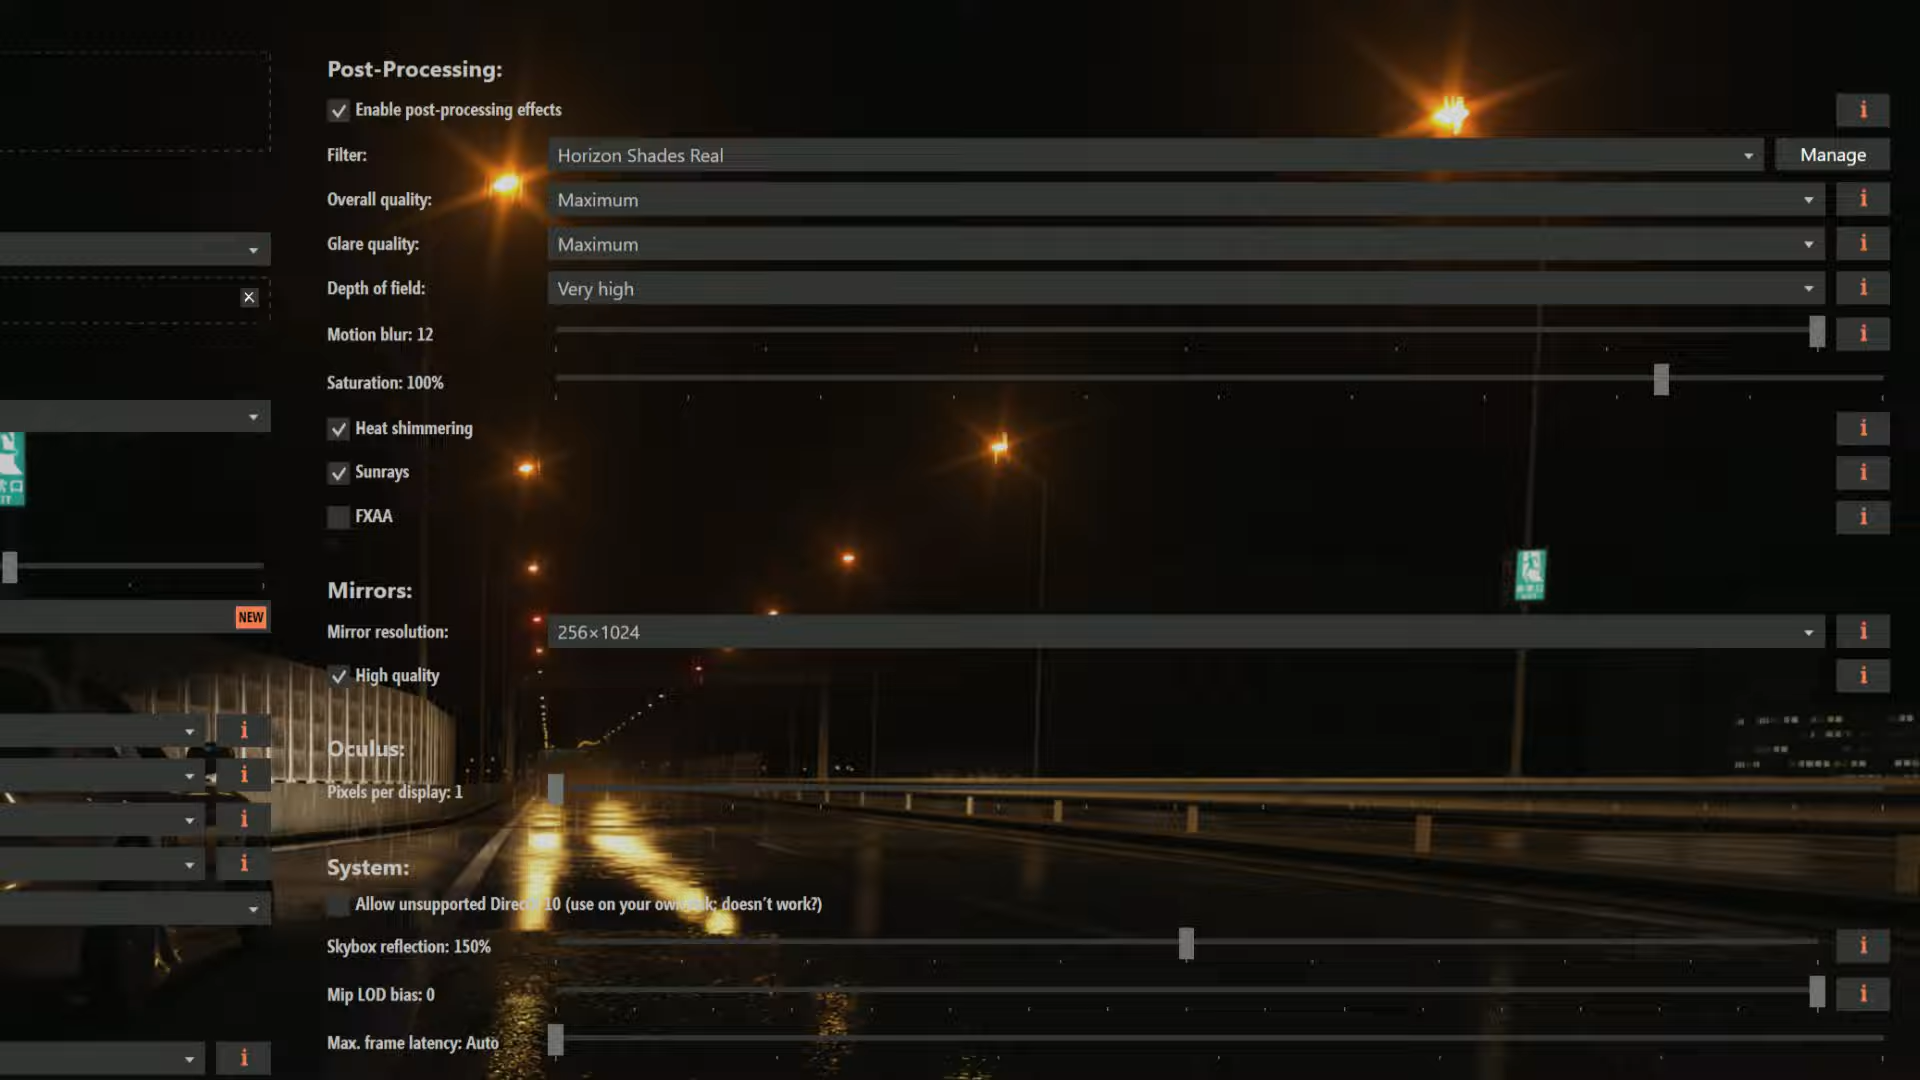 Post-Processing:
Enable post-processing effects
Filter:
Horizon Shades Real
Manage
Overall quality:
Maximum
Glare quality:
Maximum
Depth of field:
Very high
Motion blur: 12
Saturation: 100%
Heat shimmering
Sunrays
FXAA
NEW
Mirrors:
Mirror resolution:
256×1024
High quality
Oculus:
Pixels per display: 1
System:
Allow unsupported DirectX 10 (use on your own risk; doesn't work?)
Skybox reflection: 150%
Mip LOD bias: 0
Max. frame latency: Auto